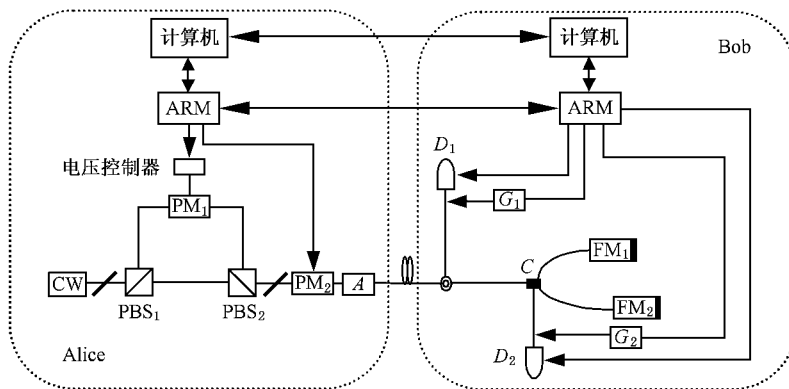 计算机
计算机
Bob
ARM
ARM
D₁
电压控制器
G₁
PM₁
C
FM₁
CW
PM₂
A
FM₂
PBS₁
PBS₂
G₂
Alice
D₂